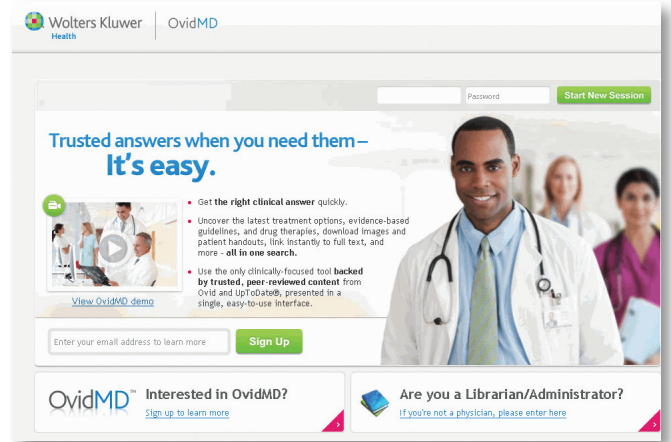 Wolters Kluwer
Health
OvidMD
Password
Start New Session
Trusted answers when you need them–
It's easy.
• Get the right clinical answer quickly.
• Uncover the latest treatment options, evidence-based
guidelines, and drug therapies, download images and
patient handouts, link instantly to full text, and
more - all in one search.
• Use the only clinically-focused tool backed
by trusted, peer-reviewed content from
Ovid and UpToDate®, presented in a
single, easy-to-use interface.
View OvidMD demo
Enter your email address to learn more
Sign Up
OvidMD™
Interested in OvidMD?
Sign up to learn more
Are you a Librarian/Administrator?
If you're not a physician, please enter here